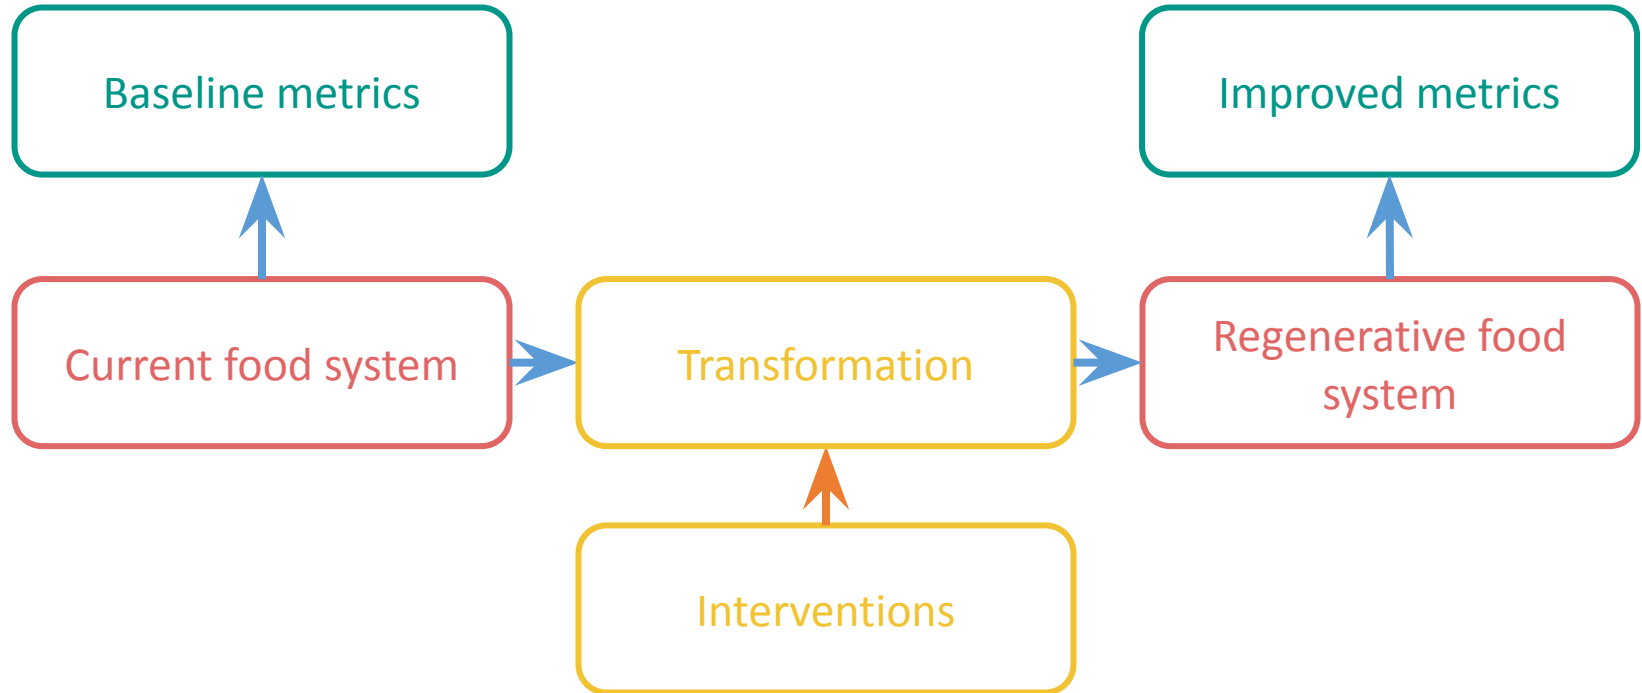 Baseline metrics
Improved metrics
Current food system
Transformation
Regenerative food
system
Interventions